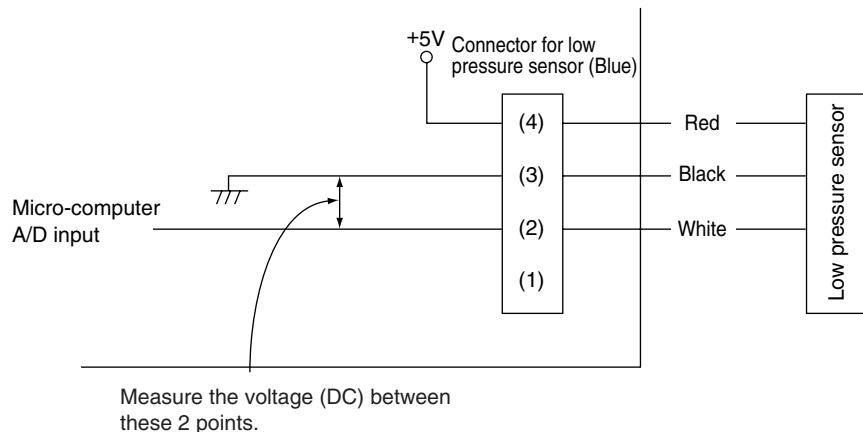 +5V
Connector for low
pressure sensor (Blue)
(4)
Red
(3)
Black
Micro-computer
A/D input
(2)
White
(1)
Low pressure sensor
Measure the voltage (DC) between
these 2 points.